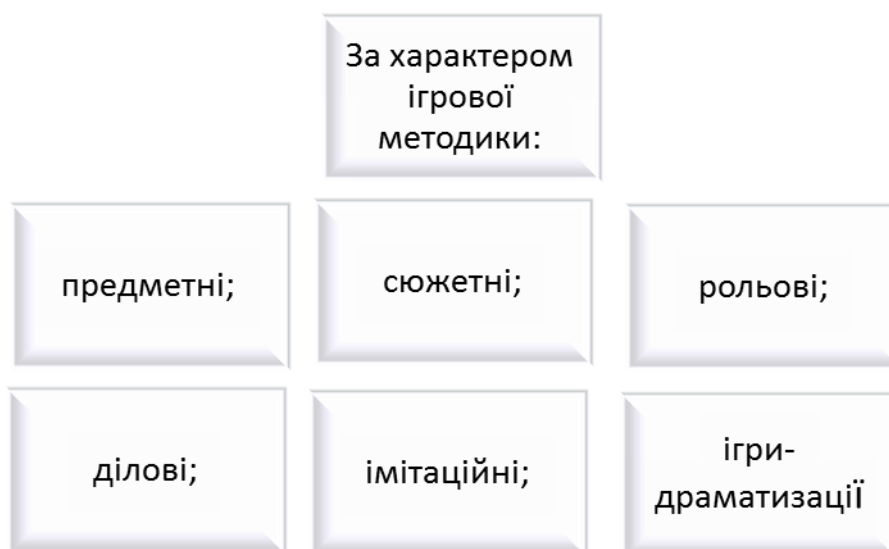 За характером
ігрової
методики:
предметні;
сюжетні;
рольові;
ділові;
імітаційні;
ігри-
драматизації